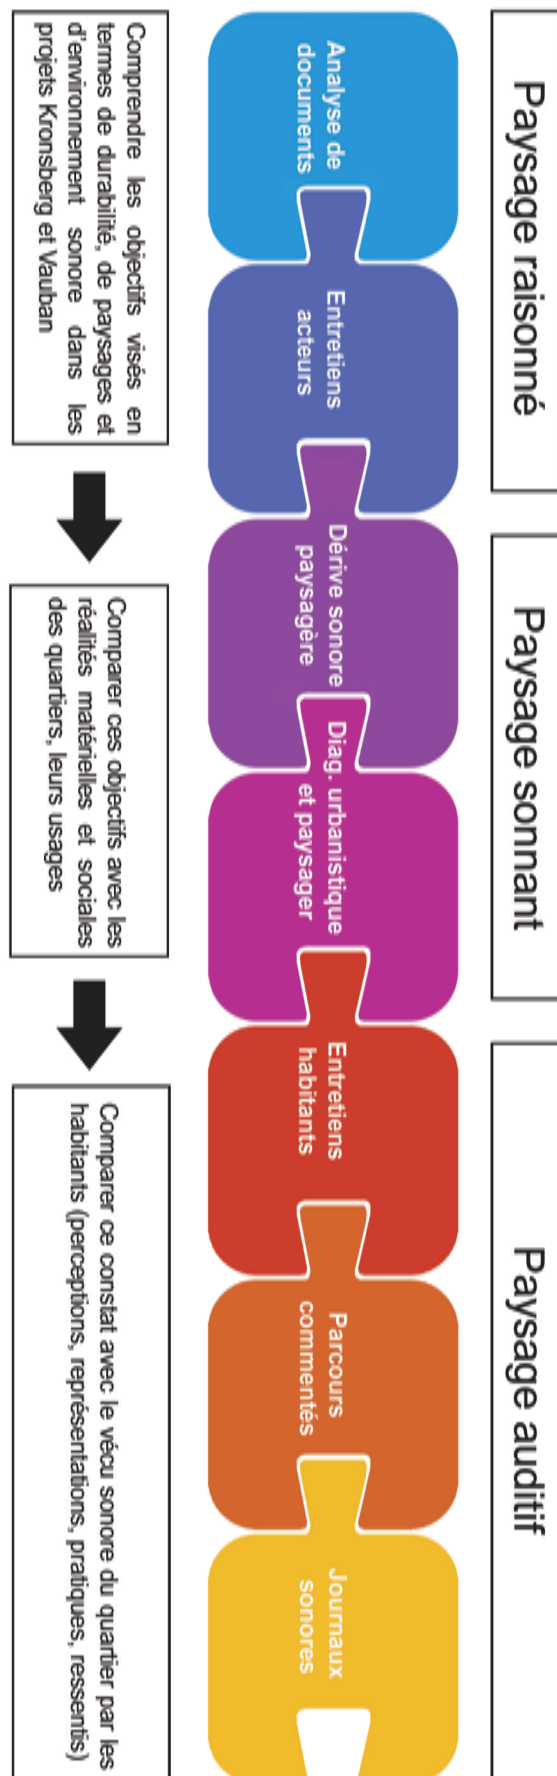 Paysage raisonné
Paysage sonnant
Paysage auditif
Analyse de
documents
Entretiens
acteurs
Dérive sonore
paysagère
Diag. urbanistique
et paysager
Entretiens
habitants
Parcours
commentés
Journaux
sonores
Comprendre les objectifs visés en
termes de durabilité, de paysages et
d'environnement sonore dans les
projets Kronsberg et Vauban
Comparer ces objectifs avec les
réalités matérielles et sociales
des quartiers, leurs usages
Comparer ce constat avec le vécu sonore du quartier par les
habitants (perceptions, représentations, pratiques, ressentis)